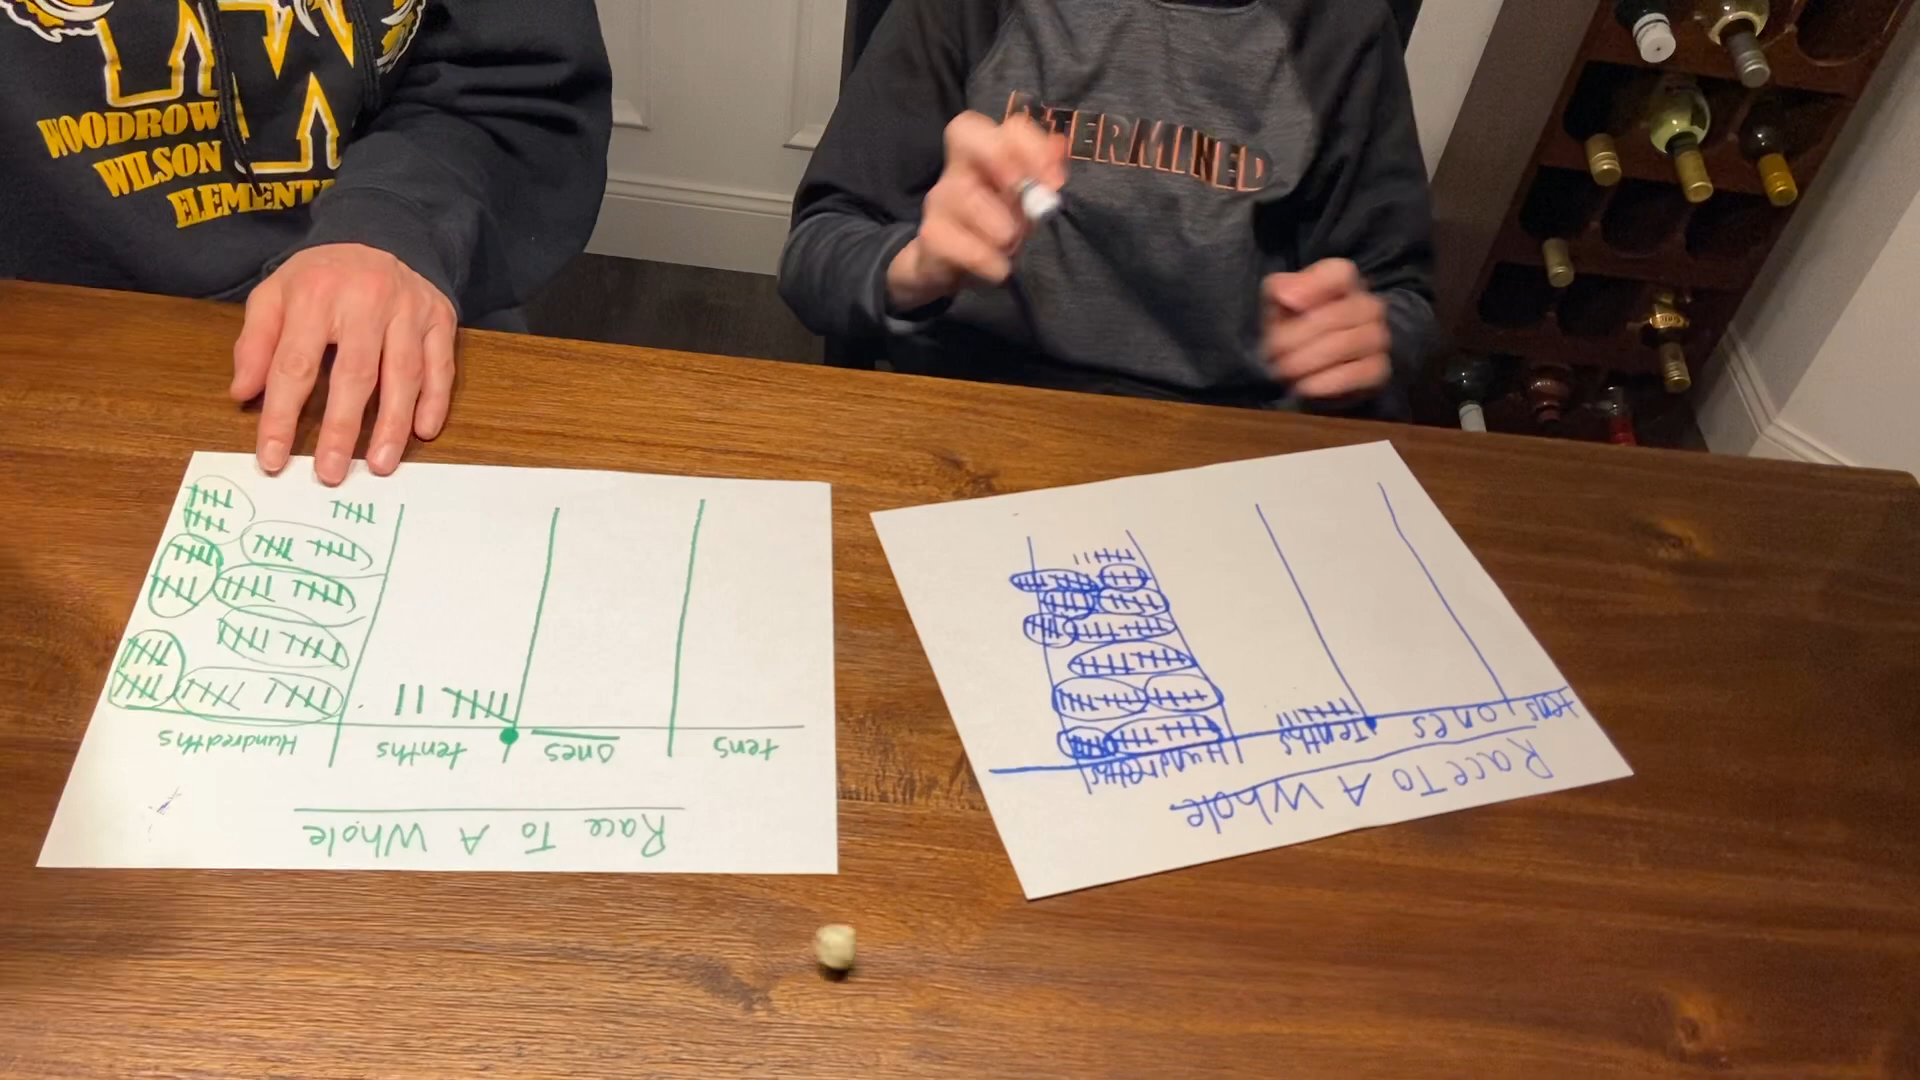 WOODROW
WILSON
ELEMENT
DETERMINED
Race To A Whole
tens ones tenths Hundredths
Race To A Whole
tens ones Tenths Hundredths